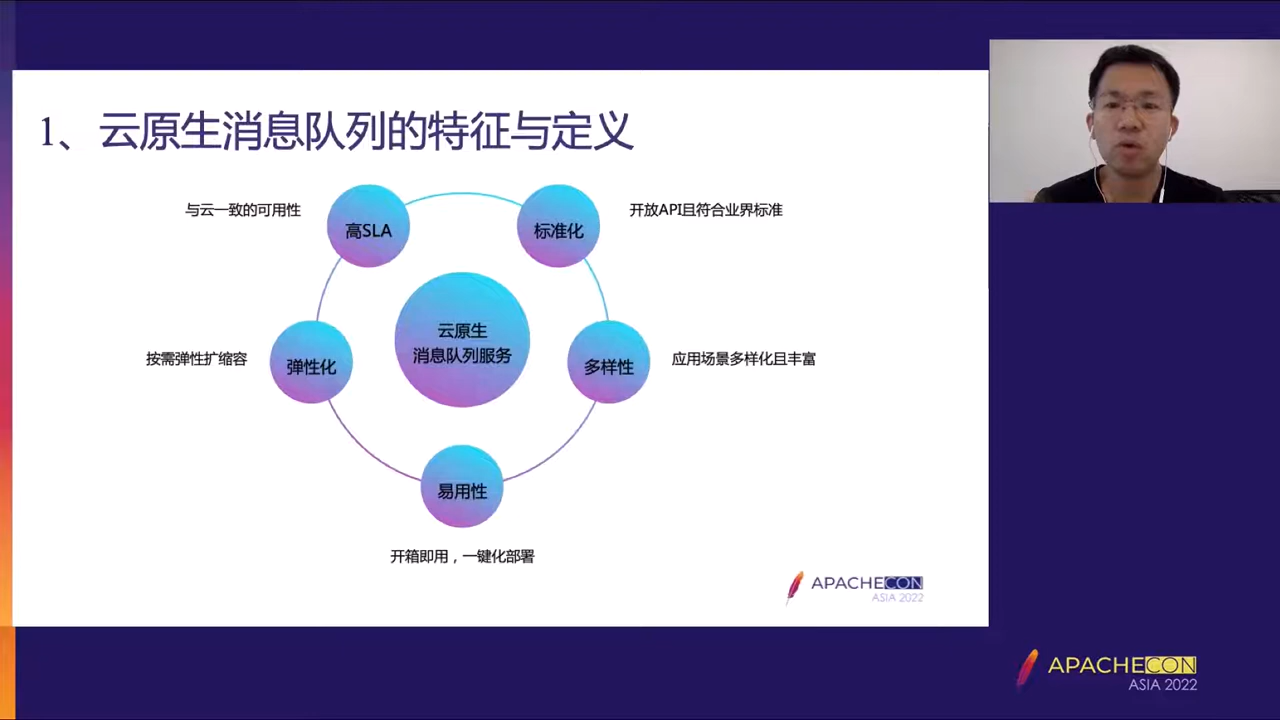 1、云原生消息队列的特征与定义
与云一致的可用性
高SLA
标准化
开放API且符合业界标准
云原生
消息队列服务
按需弹性扩缩容
弹性化
多样性
应用场景多样化且丰富
易用性
开箱即用，一键化部署
APACHECON
ASIA 2022
APACHECON
ASIA 2022